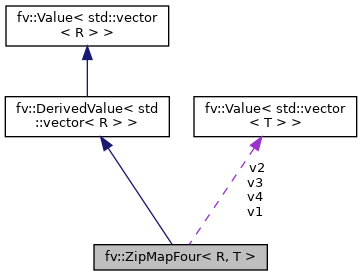 fv::Value< std::vector
< R > >
fv::DerivedValue< std
::vector< R > >
fv::Value< std::vector
< T > >
v2
v3
v4
v1
fv::ZipMapFour< R, T >